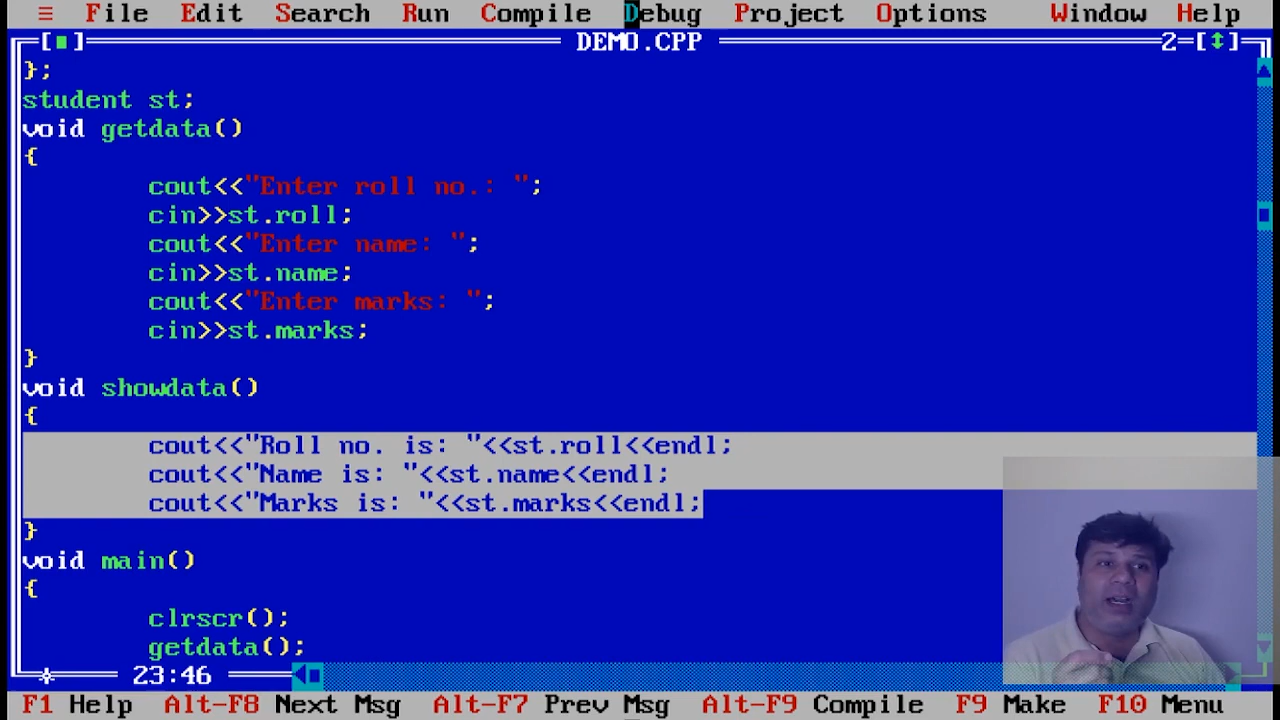 ≡ File Edit Search Run Compile Debug Project Options Window Help
[■] DEMO.CPP 2=[↕]
};
student st;
void getdata()
{
cout<<"Enter roll no.: ";
cin>>st.roll;
cout<<"Enter name: ";
cin>>st.name;
cout<<"Enter marks: ";
cin>>st.marks;
}
void showdata()
{
cout<<"Roll no. is: "<<st.roll<<endl;
cout<<"Name is: "<<st.name<<endl;
cout<<"Marks is: "<<st.marks<<endl;
}
void main()
{
clrscr();
getdata();
23:46
F1 Help Alt-F8 Next Msg Alt-F7 Prev Msg Alt-F9 Compile F9 Make F10 Menu